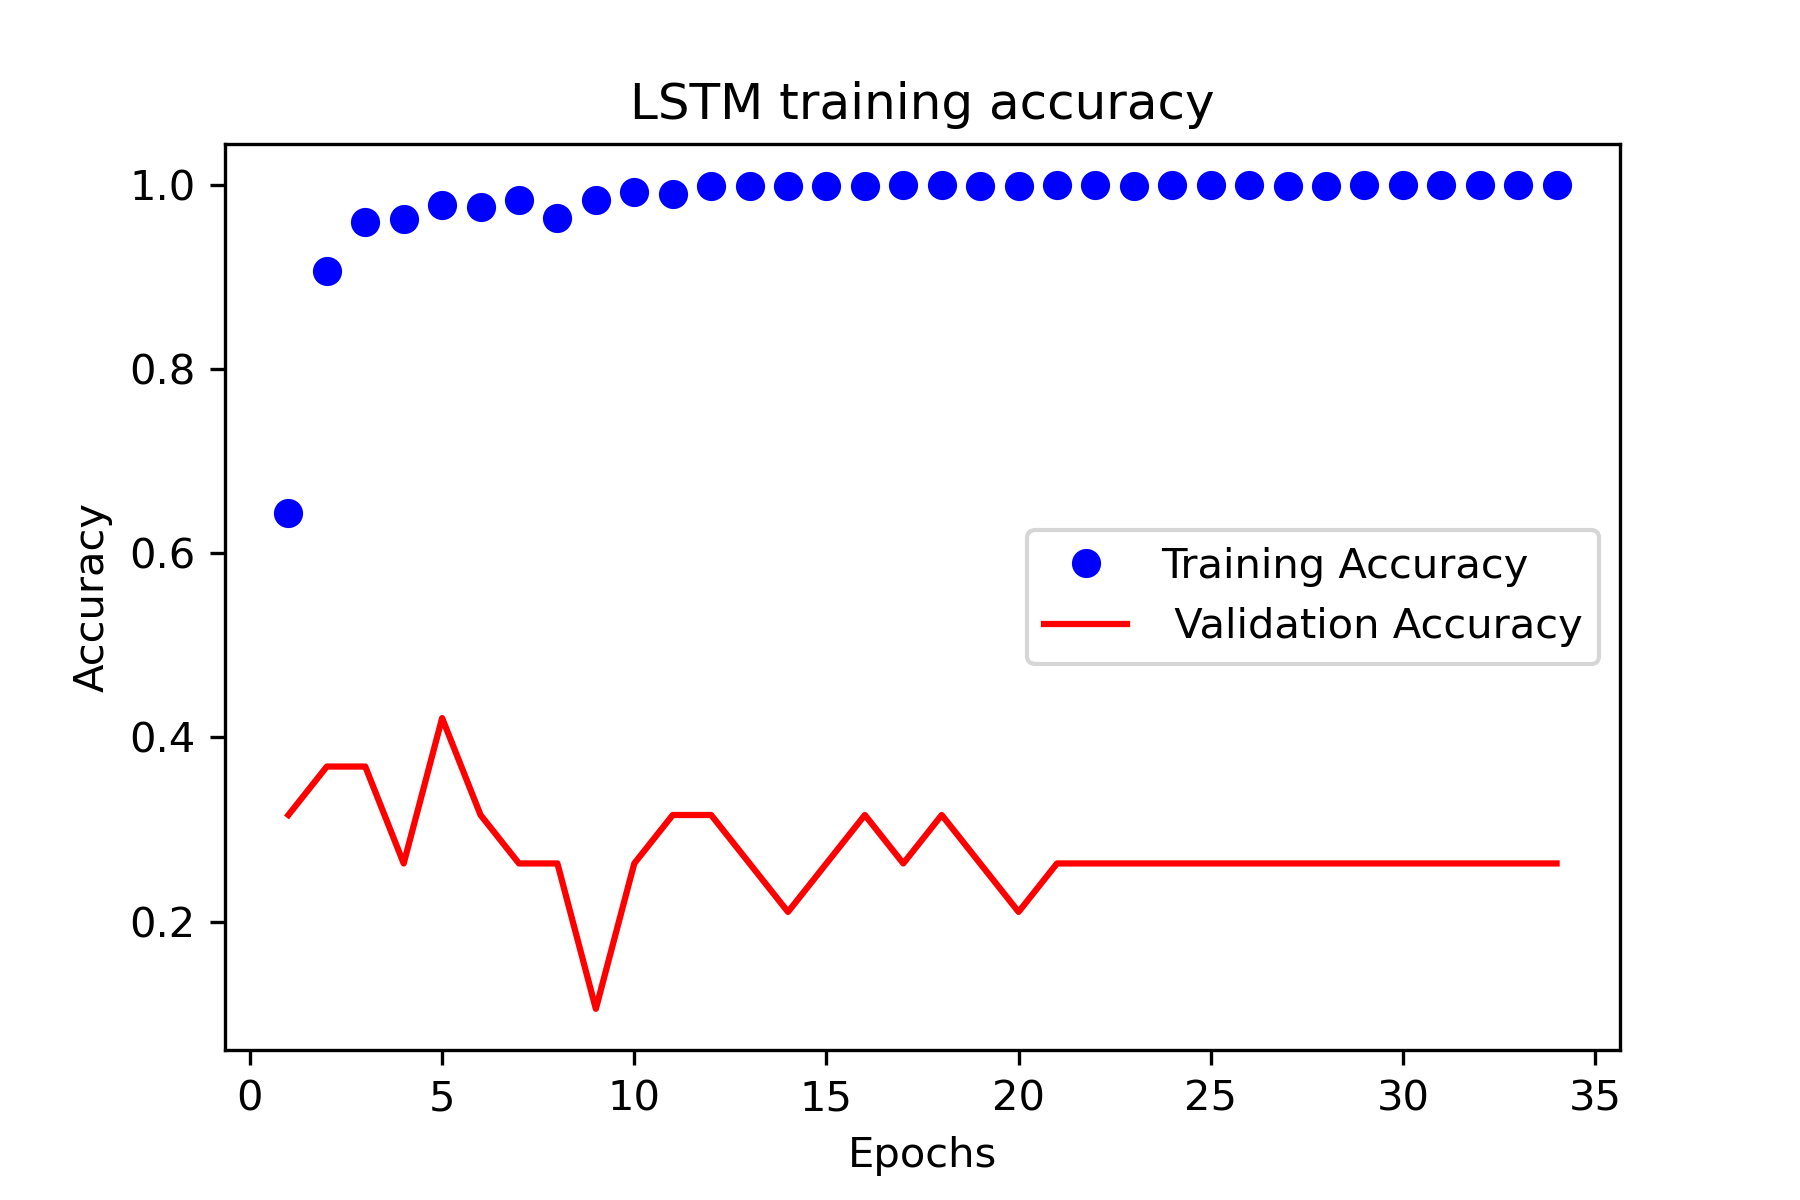 LSTM training accuracy
1.0
0.8
0.6
0.4
0.2
Accuracy
Training Accuracy
Validation Accuracy
0 5 10 15 20 25 30 35
Epochs